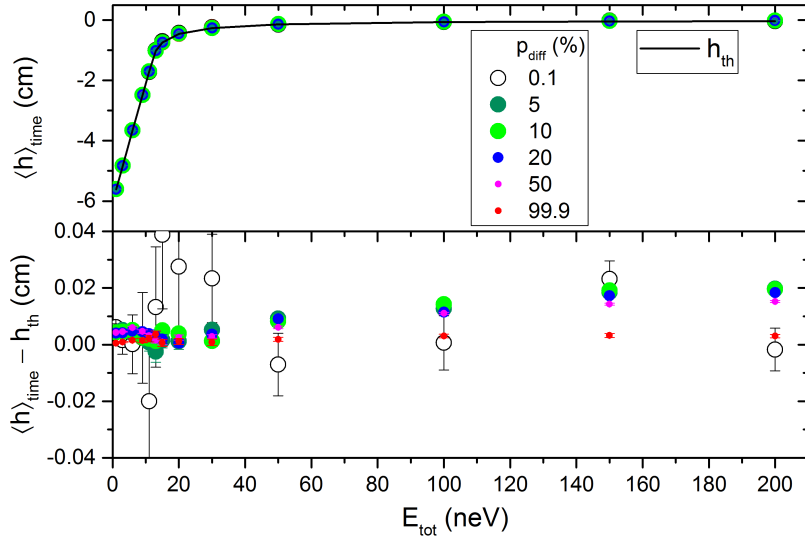 0
-2
-4
-6
⟨h⟩time (cm)
pdiff (%)
0.1
5
10
20
50
99.9
hth
0.04
0.02
0.00
-0.02
-0.04
⟨h⟩time − hth (cm)
0 20 40 60 80 100 120 140 160 180 200
Etot (neV)